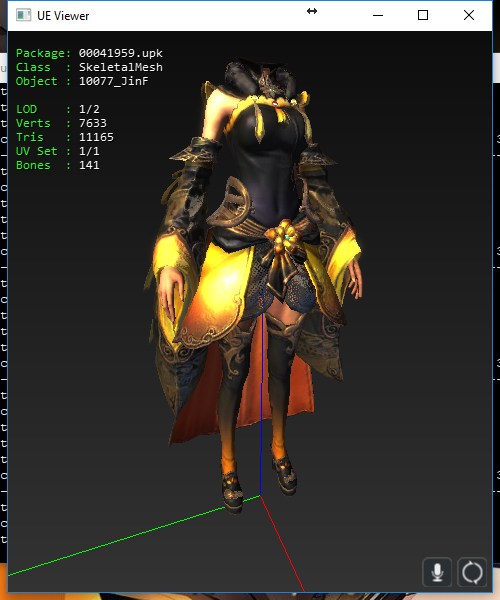 UE Viewer
Package: 00041959.upk
Class : SkeletalMesh
Object : 10077_JinF
LOD : 1/2
Verts : 7633
Tris : 11165
UV Set : 1/1
Bones : 141